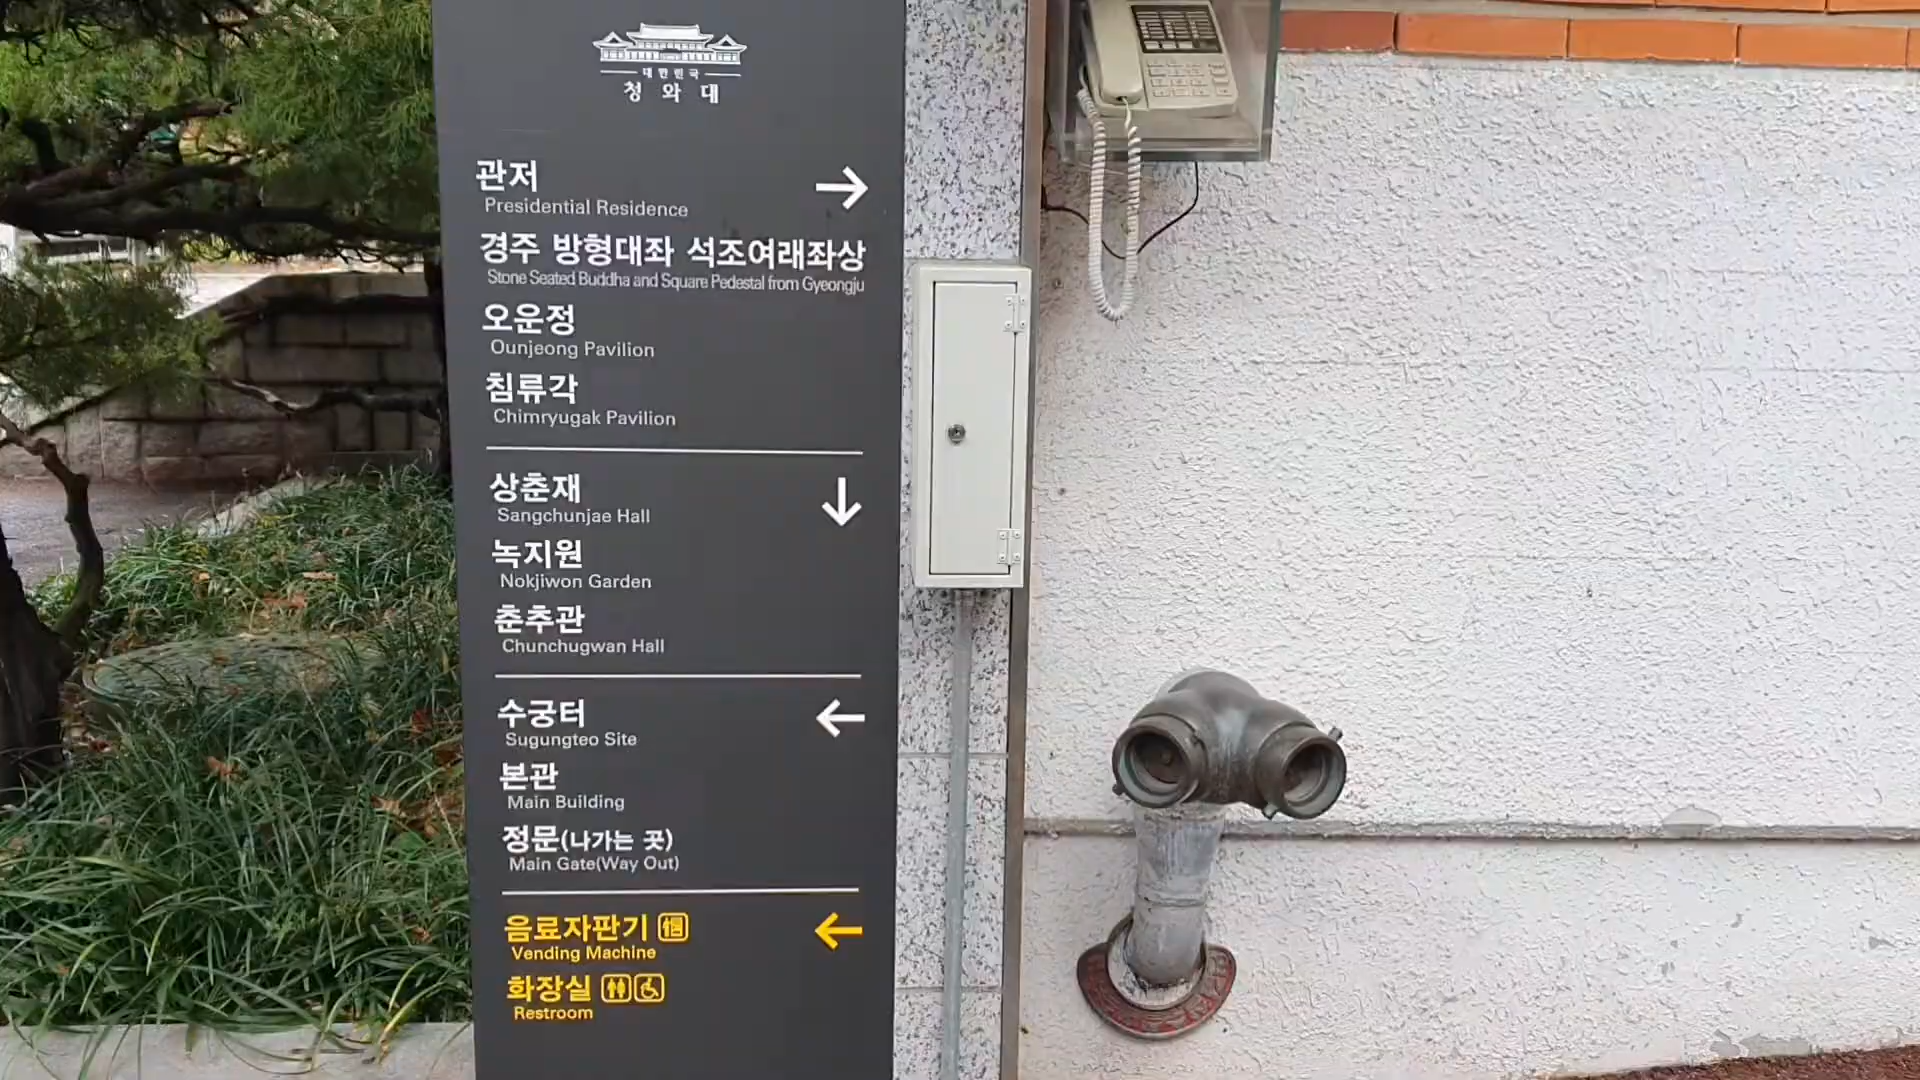 대한민국
청와대
관저
Presidential Residence
경주 방형대좌 석조여래좌상
Stone Seated Buddha and Square Pedestal from Gyeongju
오운정
Ounjeong Pavilion
침류각
Chimryugak Pavilion
상춘재
Sangchunjae Hall
녹지원
Nokjiwon Garden
춘추관
Chunchugwan Hall
수궁터
Sugungteo Site
본관
Main Building
정문(나가는 곳)
Main Gate(Way Out)
음료자판기
Vending Machine
화장실
Restroom